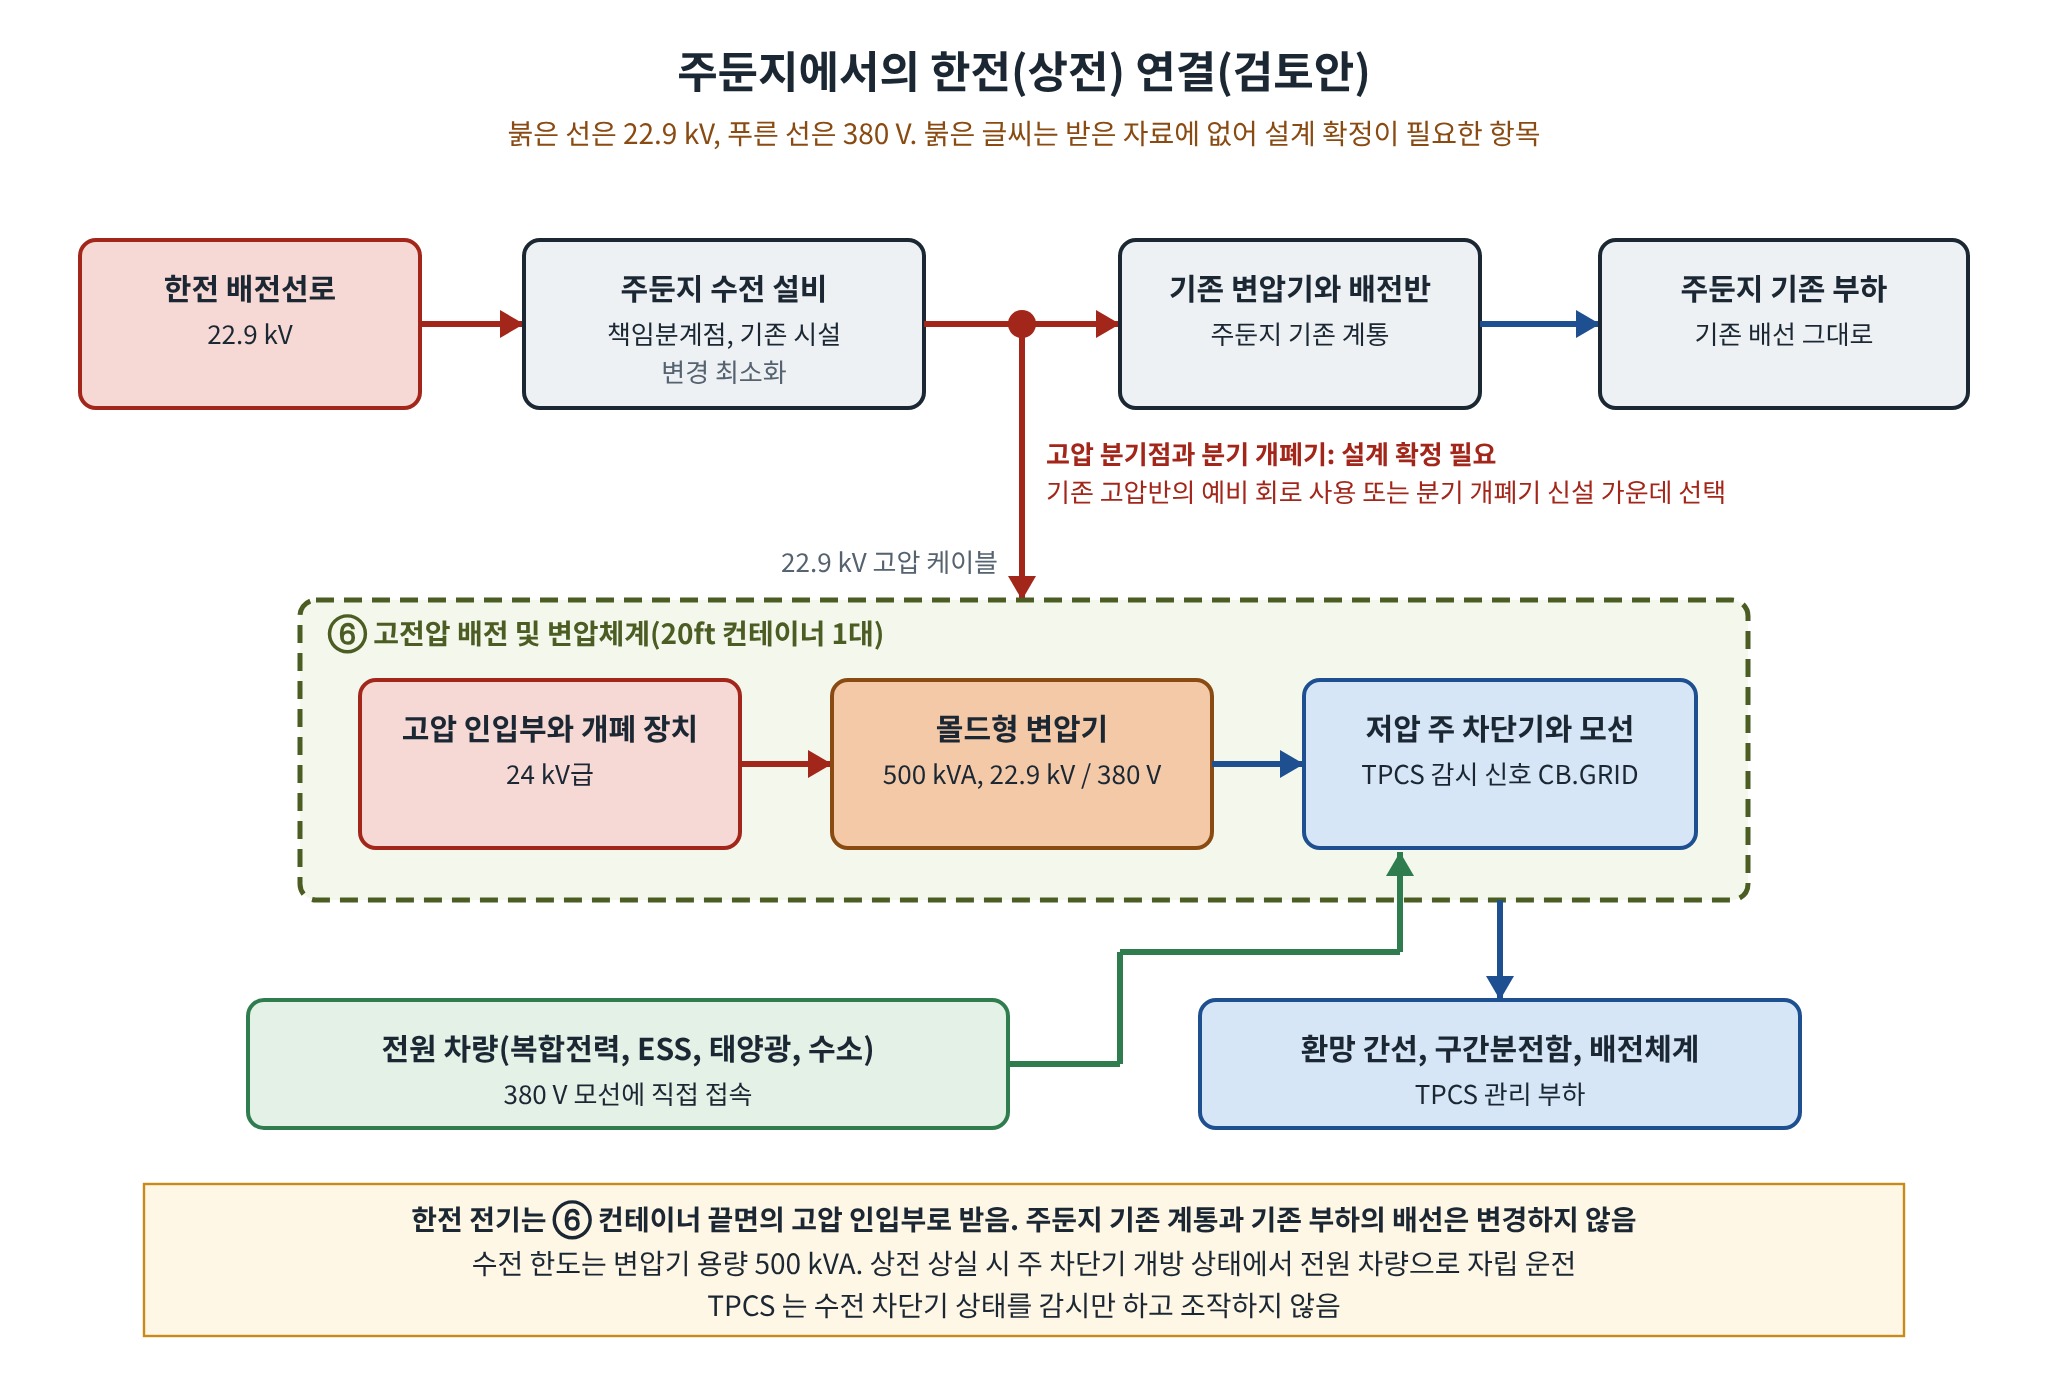 주둔지에서의 한전(상전) 연결(검토안)
붉은 선은 22.9 kV, 푸른 선은 380 V. 붉은 글씨는 받은 자료에 없어 설계 확정이 필요한 항목
한전 배전선로
22.9 kV
주둔지 수전 설비
책임분계점, 기존 시설
변경 최소화
기존 변압기와 배전반
주둔지 기존 계통
주둔지 기존 부하
기존 배선 그대로
고압 분기점과 분기 개폐기: 설계 확정 필요
기존 고압반의 예비 회로 사용 또는 분기 개폐기 신설 가운데 선택
22.9 kV 고압 케이블
⑥ 고전압 배전 및 변압체계(20ft 컨테이너 1대)
고압 인입부와 개폐 장치
24 kV급
몰드형 변압기
500 kVA, 22.9 kV / 380 V
저압 주 차단기와 모선
TPCS 감시 신호 CB.GRID
전원 차량(복합전력, ESS, 태양광, 수소)
380 V 모선에 직접 접속
환망 간선, 구간분전함, 배전체계
TPCS 관리 부하
한전 전기는 ⑥ 컨테이너 끝면의 고압 인입부로 받음. 주둔지 기존 계통과 기존 부하의 배선은 변경하지 않음
수전 한도는 변압기 용량 500 kVA. 상전 상실 시 주 차단기 개방 상태에서 전원 차량으로 자립 운전
TPCS 는 수전 차단기 상태를 감시만 하고 조작하지 않음